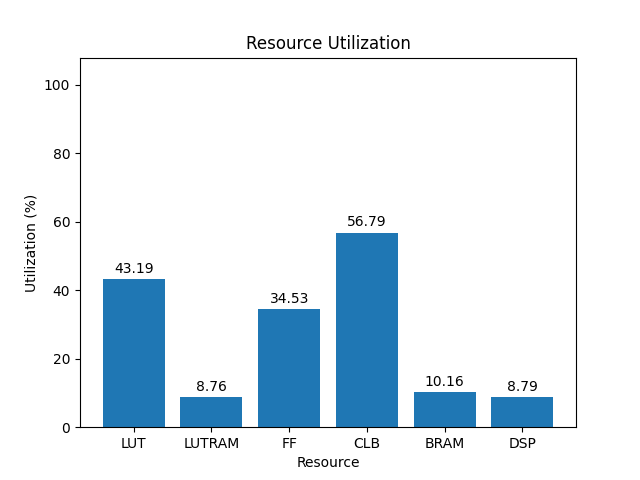 Resource Utilization
Utilization (%)
100
80
60
40
20
0
43.19
8.76
34.53
56.79
10.16
8.79
LUT
LUTRAM
FF
CLB
BRAM
DSP
Resource